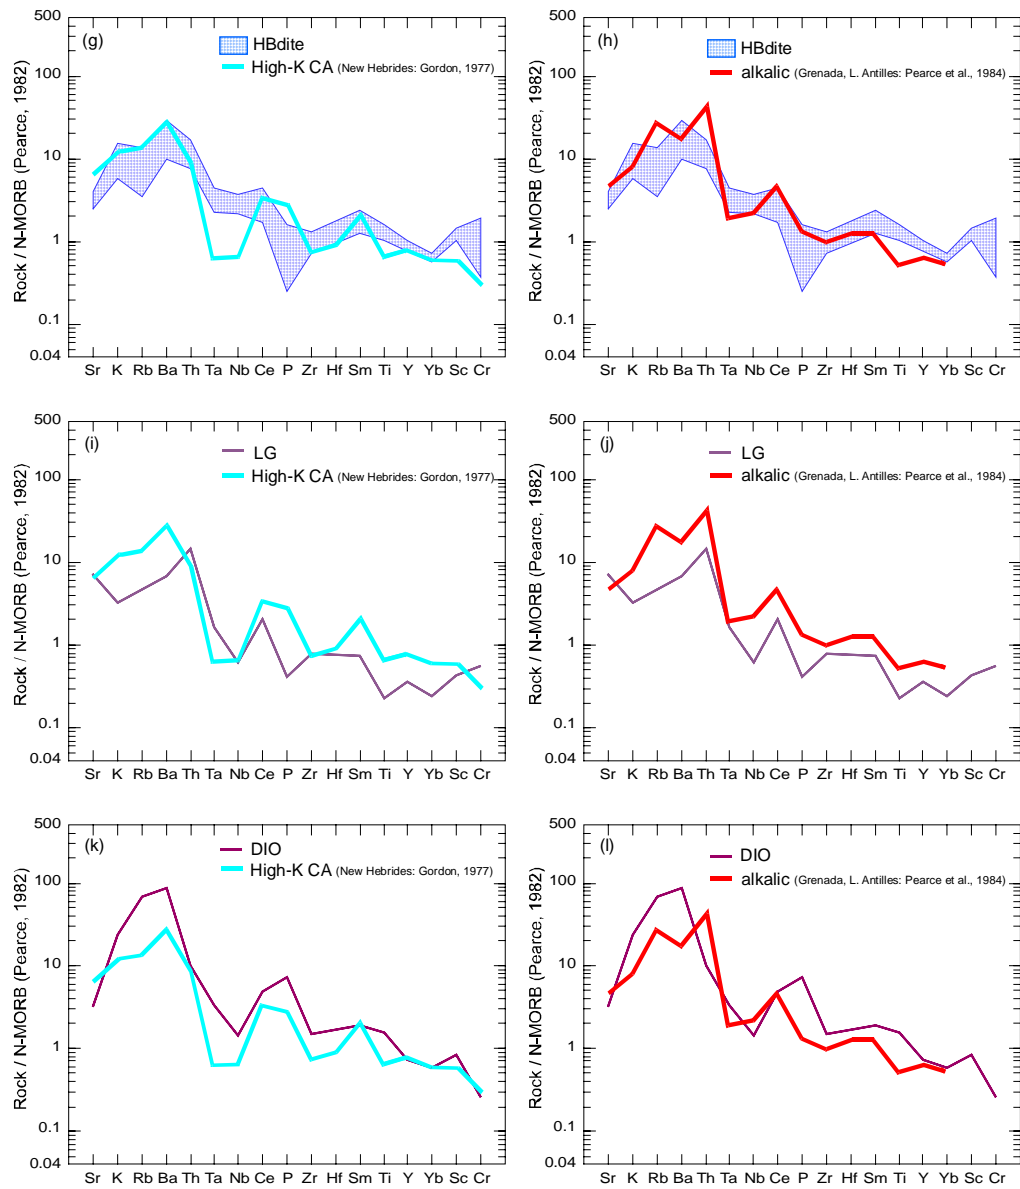 (g)
HBdite
High-K CA (New Hebrides: Gordon, 1977)
500
100
10
1
0.1
0.04
Rock / N-MORB (Pearce, 1982)
Sr K Rb Ba Th Ta Nb Ce P Zr Hf Sm Ti Y Yb Sc Cr
(h)
HBdite
alkalic (Grenada, L. Antilles: Pearce et al., 1984)
500
100
10
1
0.1
0.04
Rock / N-MORB (Pearce, 1982)
Sr K Rb Ba Th Ta Nb Ce P Zr Hf Sm Ti Y Yb Sc Cr
(i)
LG
High-K CA (New Hebrides: Gordon, 1977)
500
100
10
1
0.1
0.04
Rock / N-MORB (Pearce, 1982)
Sr K Rb Ba Th Ta Nb Ce P Zr Hf Sm Ti Y Yb Sc Cr
(j)
LG
alkalic (Grenada, L. Antilles: Pearce et al., 1984)
500
100
10
1
0.1
0.04
Rock / N-MORB (Pearce, 1982)
Sr K Rb Ba Th Ta Nb Ce P Zr Hf Sm Ti Y Yb Sc Cr
(k)
DIO
High-K CA (New Hebrides: Gordon, 1977)
500
100
10
1
0.1
0.04
Rock / N-MORB (Pearce, 1982)
Sr K Rb Ba Th Ta Nb Ce P Zr Hf Sm Ti Y Yb Sc Cr
(l)
DIO
alkalic (Grenada, L. Antilles: Pearce et al., 1984)
500
100
10
1
0.1
0.04
Rock / N-MORB (Pearce, 1982)
Sr K Rb Ba Th Ta Nb Ce P Zr Hf Sm Ti Y Yb Sc Cr